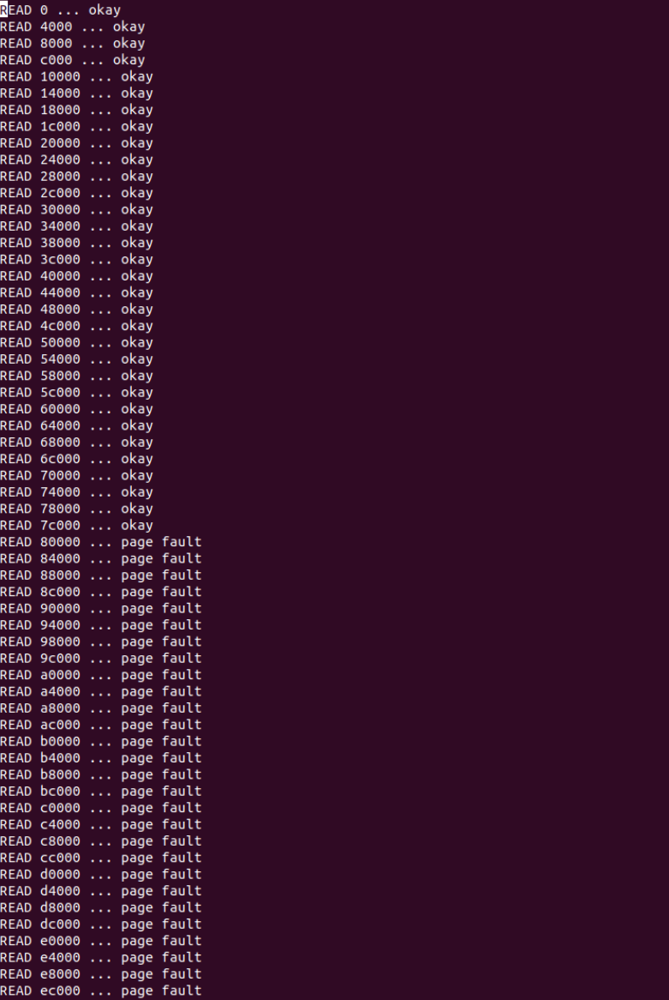 READ 0 ... okay
READ 4000 ... okay
READ 8000 ... okay
READ c000 ... okay
READ 10000 ... okay
READ 14000 ... okay
READ 18000 ... okay
READ 1c000 ... okay
READ 20000 ... okay
READ 24000 ... okay
READ 28000 ... okay
READ 2c000 ... okay
READ 30000 ... okay
READ 34000 ... okay
READ 38000 ... okay
READ 3c000 ... okay
READ 40000 ... okay
READ 44000 ... okay
READ 48000 ... okay
READ 4c000 ... okay
READ 50000 ... okay
READ 54000 ... okay
READ 58000 ... okay
READ 5c000 ... okay
READ 60000 ... okay
READ 64000 ... okay
READ 68000 ... okay
READ 6c000 ... okay
READ 70000 ... okay
READ 74000 ... okay
READ 78000 ... okay
READ 7c000 ... okay
READ 80000 ... page fault
READ 84000 ... page fault
READ 88000 ... page fault
READ 8c000 ... page fault
READ 90000 ... page fault
READ 94000 ... page fault
READ 98000 ... page fault
READ 9c000 ... page fault
READ a0000 ... page fault
READ a4000 ... page fault
READ a8000 ... page fault
READ ac000 ... page fault
READ b0000 ... page fault
READ b4000 ... page fault
READ b8000 ... page fault
READ bc000 ... page fault
READ c0000 ... page fault
READ c4000 ... page fault
READ c8000 ... page fault
READ cc000 ... page fault
READ d0000 ... page fault
READ d4000 ... page fault
READ d8000 ... page fault
READ dc000 ... page fault
READ e0000 ... page fault
READ e4000 ... page fault
READ e8000 ... page fault
READ ec000 ... page fault